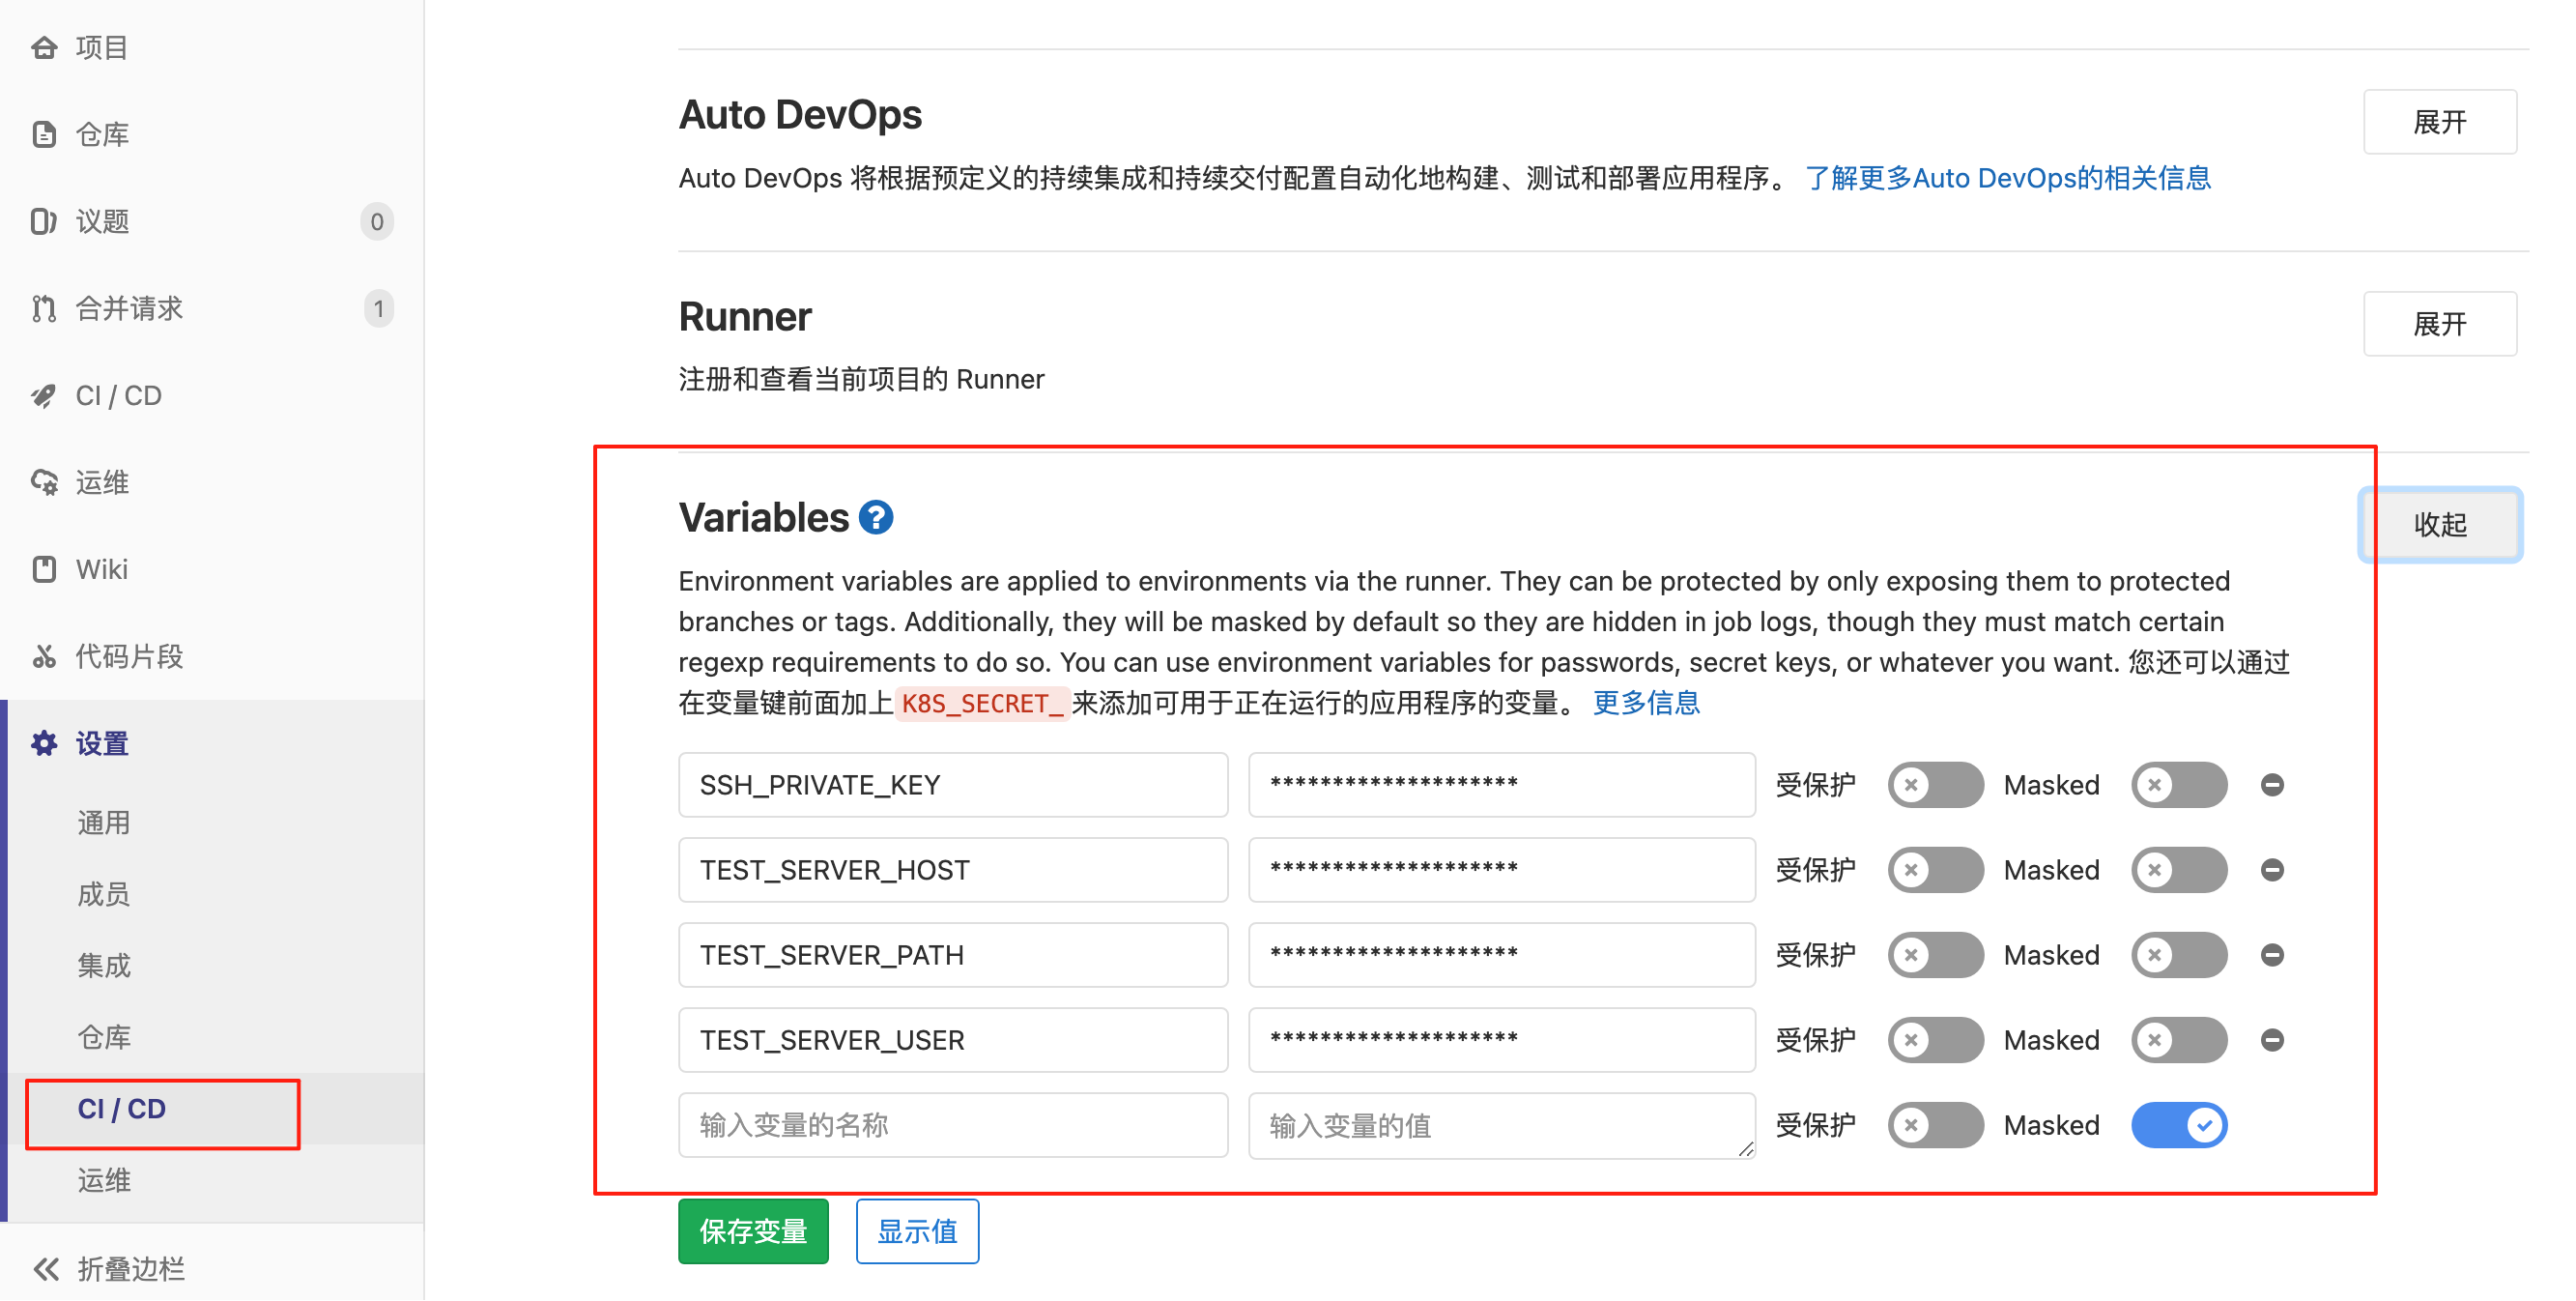 项目
仓库
议题 0
合并请求 1
CI / CD
运维
Wiki
代码片段
设置
通用
成员
集成
仓库
CI / CD
运维
折叠边栏
Auto DevOps
展开
Auto DevOps 将根据预定义的持续集成和持续交付配置自动化地构建、测试和部署应用程序。 了解更多Auto DevOps的相关信息
Runner
展开
注册和查看当前项目的 Runner
Variables ?
收起
Environment variables are applied to environments via the runner. They can be protected by only exposing them to protected
branches or tags. Additionally, they will be masked by default so they are hidden in job logs, though they must match certain
regexp requirements to do so. You can use environment variables for passwords, secret keys, or whatever you want. 您还可以通过
在变量键前面加上 K8S_SECRET_ 来添加可用于正在运行的应用程序的变量。 更多信息
SSH_PRIVATE_KEY ******************** 受保护 Masked
TEST_SERVER_HOST ******************** 受保护 Masked
TEST_SERVER_PATH ******************** 受保护 Masked
TEST_SERVER_USER ******************** 受保护 Masked
输入变量的名称 输入变量的值 受保护 Masked
保存变量 显示值